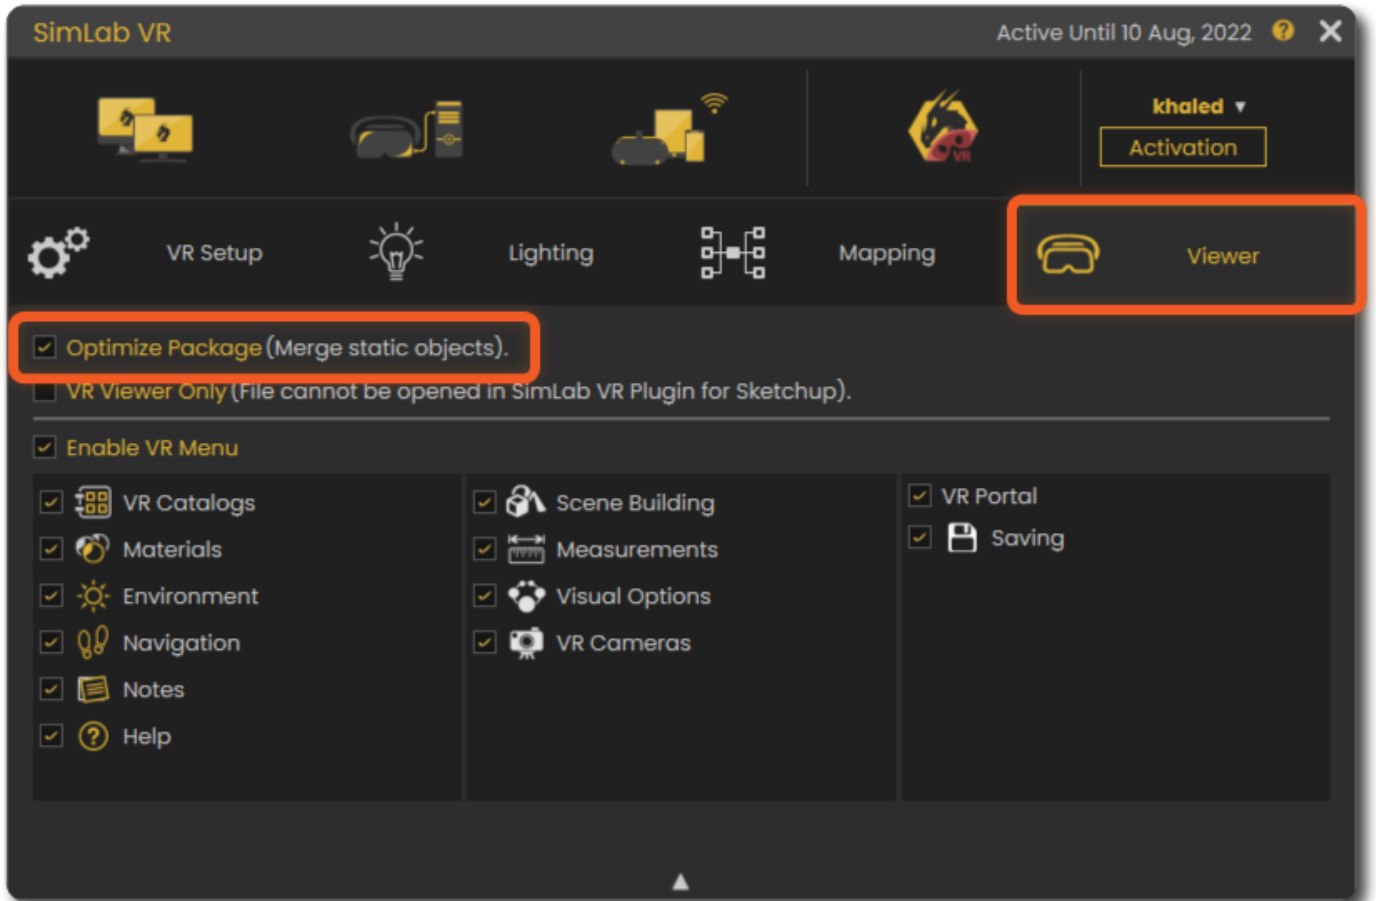 SimLab VR
Active Until 10 Aug, 2022 ?
khaled
Activation
VR
VR Setup
Lighting
Mapping
Viewer
Optimize Package (Merge static objects).
VR Viewer Only (File cannot be opened in SimLab VR Plugin for Sketchup).
Enable VR Menu
VR Catalogs
Materials
Environment
Navigation
Notes
? Help
Scene Building
Measurements
Visual Options
VR Cameras
VR Portal
Saving